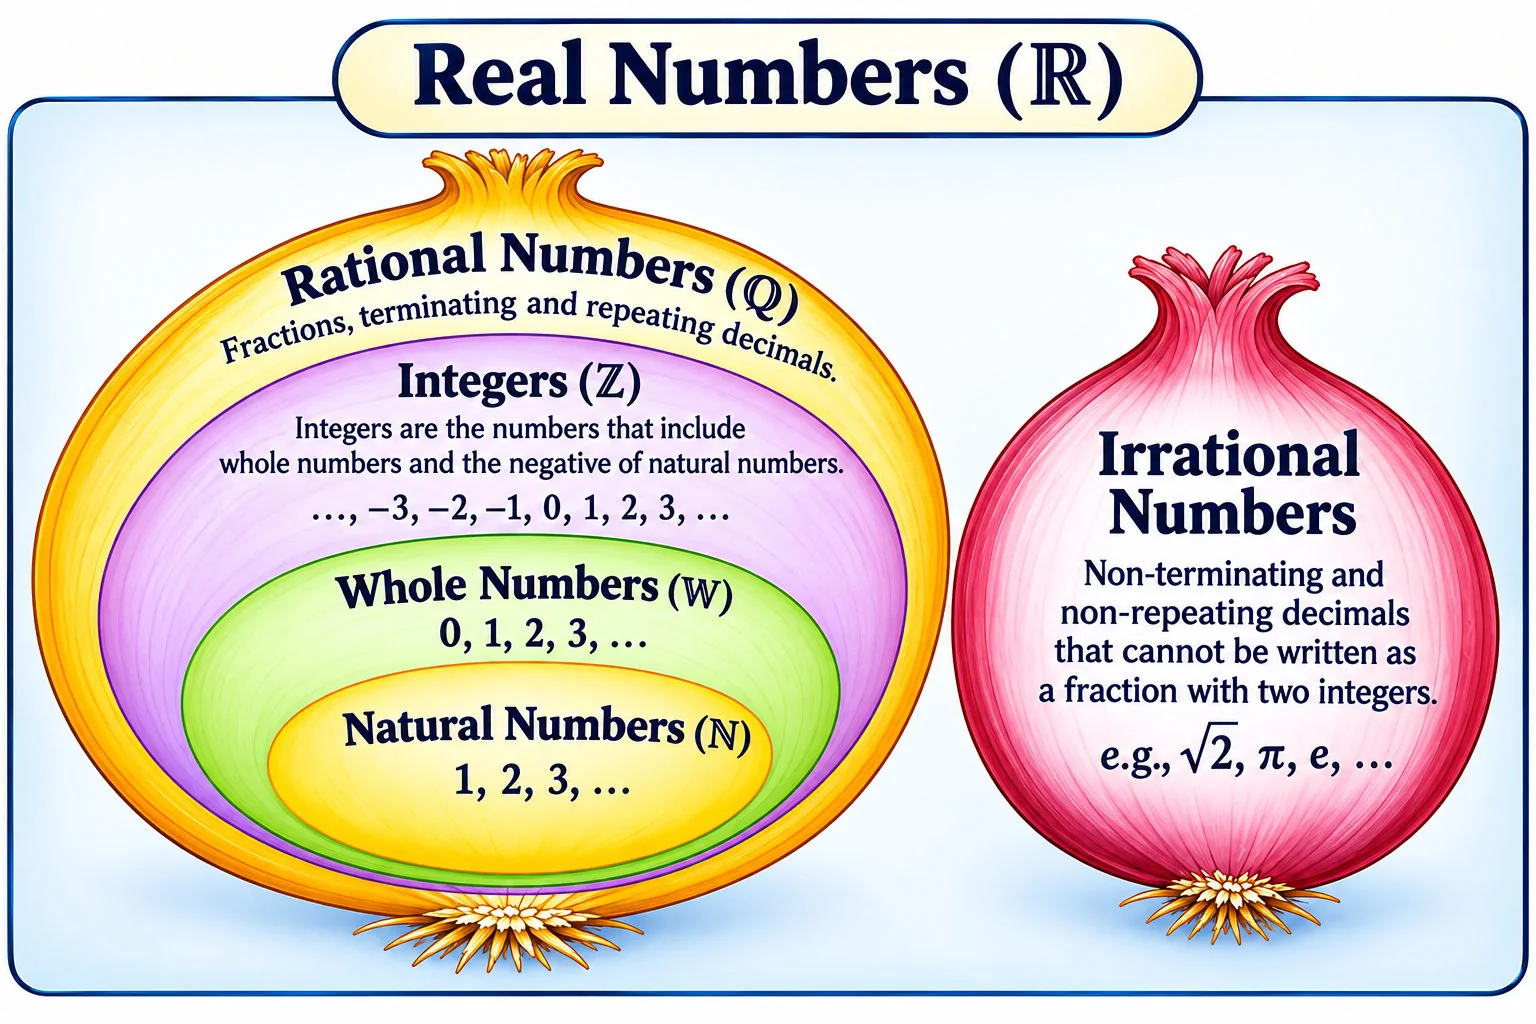 Real Numbers (ℝ)
Rational Numbers (ℚ)
Fractions, terminating and repeating decimals.
Integers (ℤ)
Integers are the numbers that include
whole numbers and the negative of natural numbers.
…, −3, −2, −1, 0, 1, 2, 3, …
Whole Numbers (𝕎)
0, 1, 2, 3, …
Natural Numbers (ℕ)
1, 2, 3, …
Irrational
Numbers
Non-terminating and
non-repeating decimals
that cannot be written as
a fraction with two integers.
e.g., √2, π, e, …